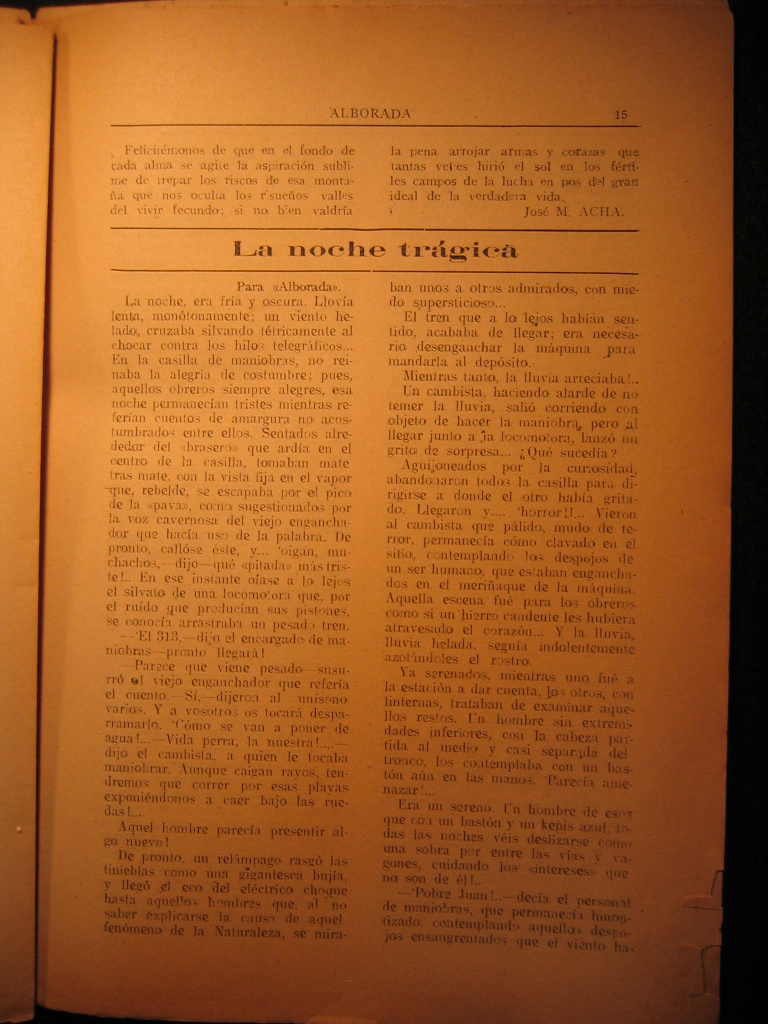 ALBORADA 15
Felicitémonos de que en el fondo de
cada alma se agite la aspiración subli-
me de trepar los riscos de esa monta-
ña que nos oculta los risueños valles
del vivir fecundo; si no bien valdría
la pena arrojar armas y corazas que
tantas veces hirió el sol en los férti-
les campos de la lucha en pos del gran
ideal de la verdadera vida.
José M. ACHA.
La noche trágica
Para «Alborada».
La noche, era fría y oscura. Llovía
lenta, monótonamente; un viento he-
lado, cruzaba silvando tétricamente al
chocar contra los hilos telegráficos...
En la casilla de maniobras, no rei-
naba la alegría de costumbre; pues,
aquellos obreros siempre alegres, esa
noche permanecían tristes mientras re-
ferían cuentos de amargura no acos-
tumbrados entre ellos. Sentados alre-
dedor del «brasero» que ardía en el
centro de la casilla, tomaban mate
tras mate, con la vista fija en el vapor
que, rebelde, se escapaba por el pico
de la «pava», como sugestionados por
la voz cavernosa del viejo engancha-
dor que hacía uso de la palabra. De
pronto, callóse éste, y... 'oigan, mu-
chachos,—dijo—qué «pitada» más tris-
te!.. En ese instante oíase a lo lejos
el silvato de una locomotora que, por
el ruído que producían sus pistones,
se conocía arrastraba un pesado tren.
—'El 313,—dijo el encargado de ma-
niobras—pronto llegará!
—Parece que viene pesado—susu-
rró el viejo enganchador que refería
el cuento.—Sí,—dijeron al unísono
varios. Y a vosotros os tocará despa-
rramarlo. 'Cómo se van a poner de
agua!...—Vida perra, la nuestra!...,—
dijo el cambista, a quien le tocaba
maniobrar. Aunque caigan rayos, ten-
dremos que correr por esas playas
exponiéndonos a caer bajo las rue-
das!...
Aquel hombre parecía presentir al-
go nuevo!
De pronto, un relámpago rasgó las
tinieblas como una gigantesca bujía,
y llegó el eco del eléctrico choque
hasta aquellos hombres que, al no
saber explicarse la causa de aquel
fenómeno de la Naturaleza, se mira-
ban unos a otros admirados, con mie-
do supersticioso...
El tren que a lo lejos habían sen-
tido, acababa de llegar; era necesa-
rio desenganchar la máquina para
mandarla al depósito.
Mientras tanto, la lluvia arreciaba!..
Un cambista, haciendo alarde de no
temer la lluvia, salió corriendo con
objeto de hacer la maniobra, pero al
llegar junto a la locomotora, lanzó un
grito de sorpresa... ¿Qué sucedía?
Aguijoneados por la curiosidad,
abandonaron todos la casilla para di-
rigirse a donde el otro había grita-
do. Llegaron y.... 'horror!!... Vieron
al cambista que pálido, mudo de te-
rror, permanecía cómo clavado en el
sitio, contemplando los despojos de
un ser humano, que estaban engancha-
dos en el meriñaque de la máquina.
Aquella escena fué para los obreros
como si un hierro candente les hubiera
atravesado el corazón... Y la lluvia,
lluvia helada, seguía indolentemente
azotándoles el rostro.
Ya serenados, mientras uno fué a
la estación a dar cuenta, los otros, con
linternas, trataban de examinar aque-
llos restos. Un hombre sin extremi-
dades inferiores, con la cabeza par-
tida al medio y casi separada del
tronco, los contemplaba con un bas-
tón aún en las manos. 'Parecía ame-
nazar!...
Era un sereno. Un hombre de esos
que con un bastón y un kepis azul, to-
das las noches véis deslizarse como
una sobra por entre las vías y va-
gones, cuidando los «intereses» que
no son de él!..
—'Pobre Juan!..—decía el personal
de maniobras, que permanecía hipno-
tizado, contemplando aquellos despo-
jos ensangrentados que el viento ha-